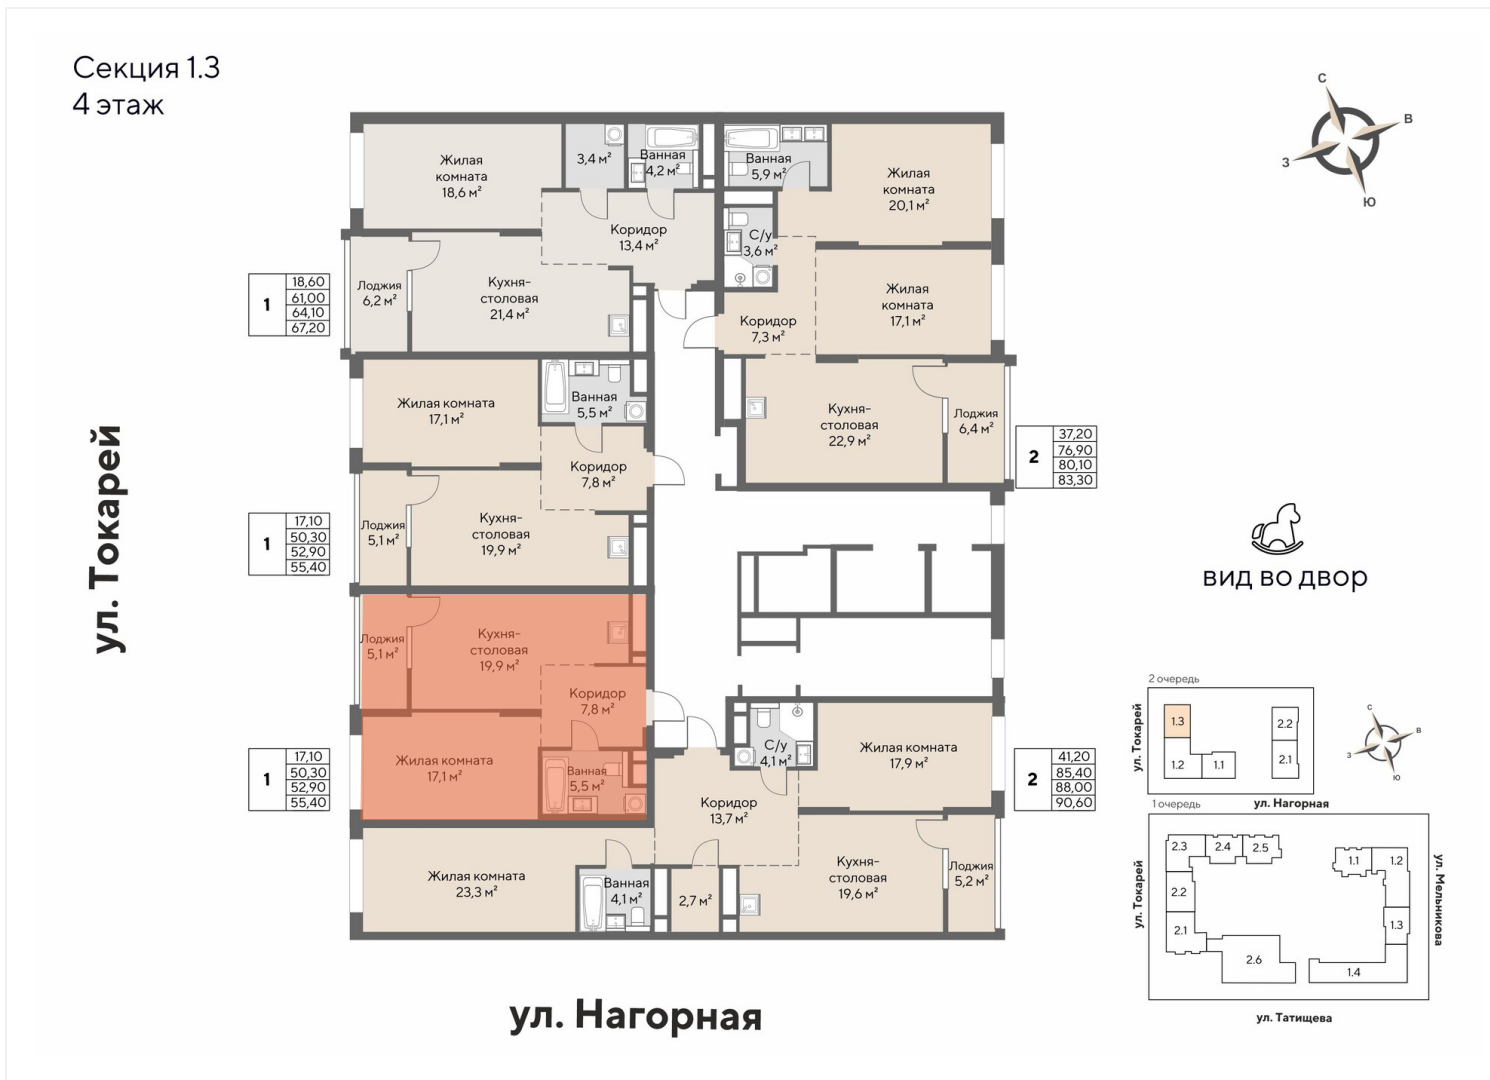 Секция 1.3
4 этаж
С
В
З
Ю
Жилая
комната
18,6 м²
3,4 м²
Ванная
4,2 м²
Коридор
13,4 м²
Лоджия
6,2 м²
Кухня-
столовая
21,4 м²
1
18,60
61,00
64,10
67,20
Ванная
5,9 м²
Жилая
комната
20,1 м²
С/у
3,6 м²
Жилая
комната
17,1 м²
Коридор
7,3 м²
Кухня-
столовая
22,9 м²
Лоджия
6,4 м²
2
37,20
76,90
80,10
83,30
Жилая комната
17,1 м²
Ванная
5,5 м²
Коридор
7,8 м²
Лоджия
5,1 м²
Кухня-
столовая
19,9 м²
1
17,10
50,30
52,90
55,40
ул. Токарей
вид во двор
Лоджия
5,1 м²
Кухня-
столовая
19,9 м²
Коридор
7,8 м²
Жилая комната
17,1 м²
Ванная
5,5 м²
1
17,10
50,30
52,90
55,40
С/у
4,1 м²
Жилая комната
17,9 м²
Коридор
13,7 м²
Жилая комната
23,3 м²
Ванная
4,1 м²
2,7 м²
Кухня-
столовая
19,6 м²
Лоджия
5,2 м²
2
41,20
85,40
88,00
90,60
ул. Нагорная
2 очередь
ул. Токарей
1.3
1.2
1.1
2.2
2.1
ул. Нагорная
С
В
З
Ю
1 очередь
ул. Токарей
2.3
2.4
2.5
2.2
2.1
2.6
1.1
1.2
1.3
1.4
ул. Мельникова
ул. Татищева